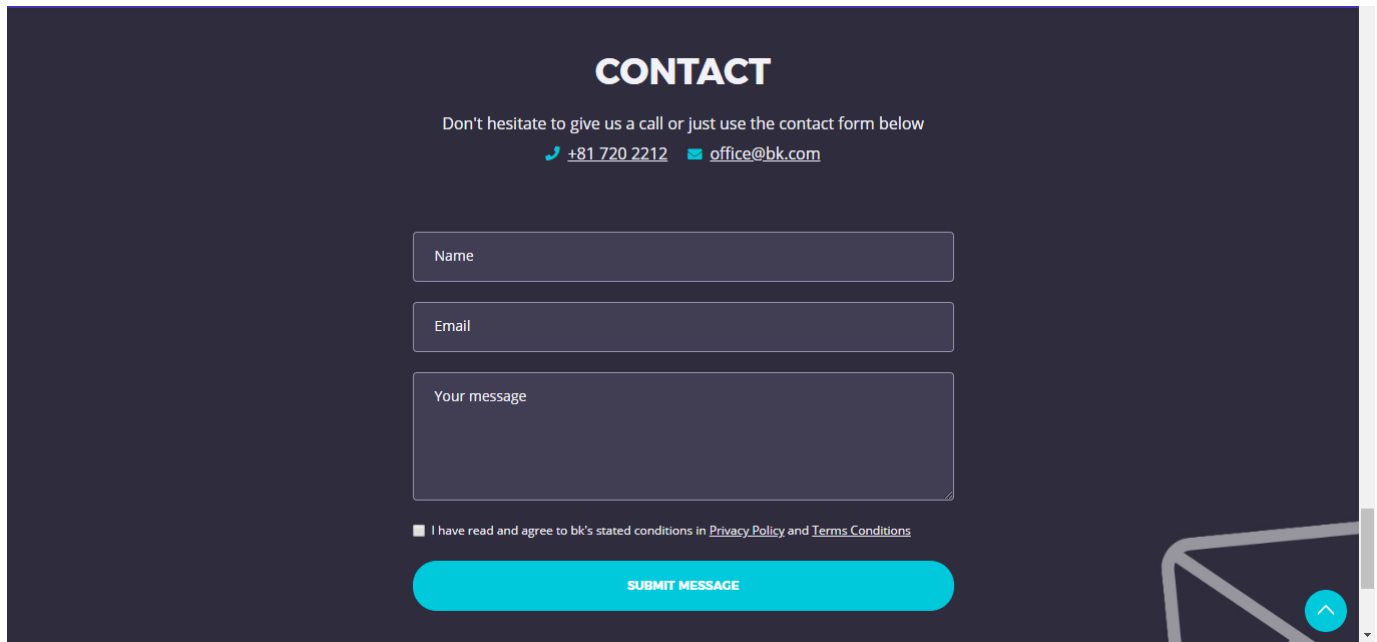 CONTACT
Don't hesitate to give us a call or just use the contact form below
+81 720 2212 office@bk.com
Name
Email
Your message
I have read and agree to bk's stated conditions in Privacy Policy and Terms Conditions
SUBMIT MESSAGE